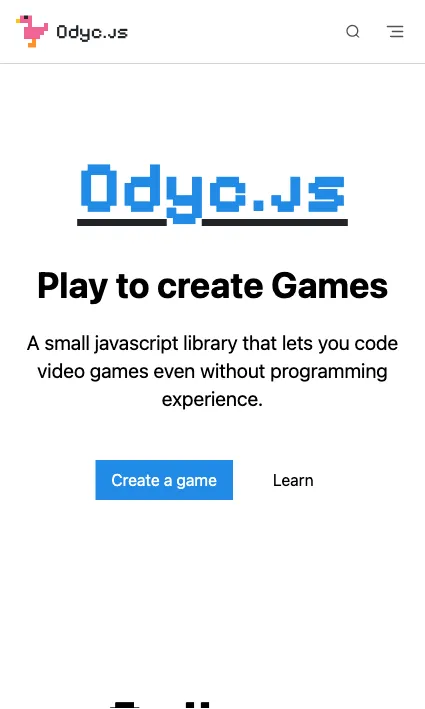 Odyc.Js
Odyc.Js
Play to create Games
A small javascript library that lets you code
video games even without programming
experience.
Create a game
Learn